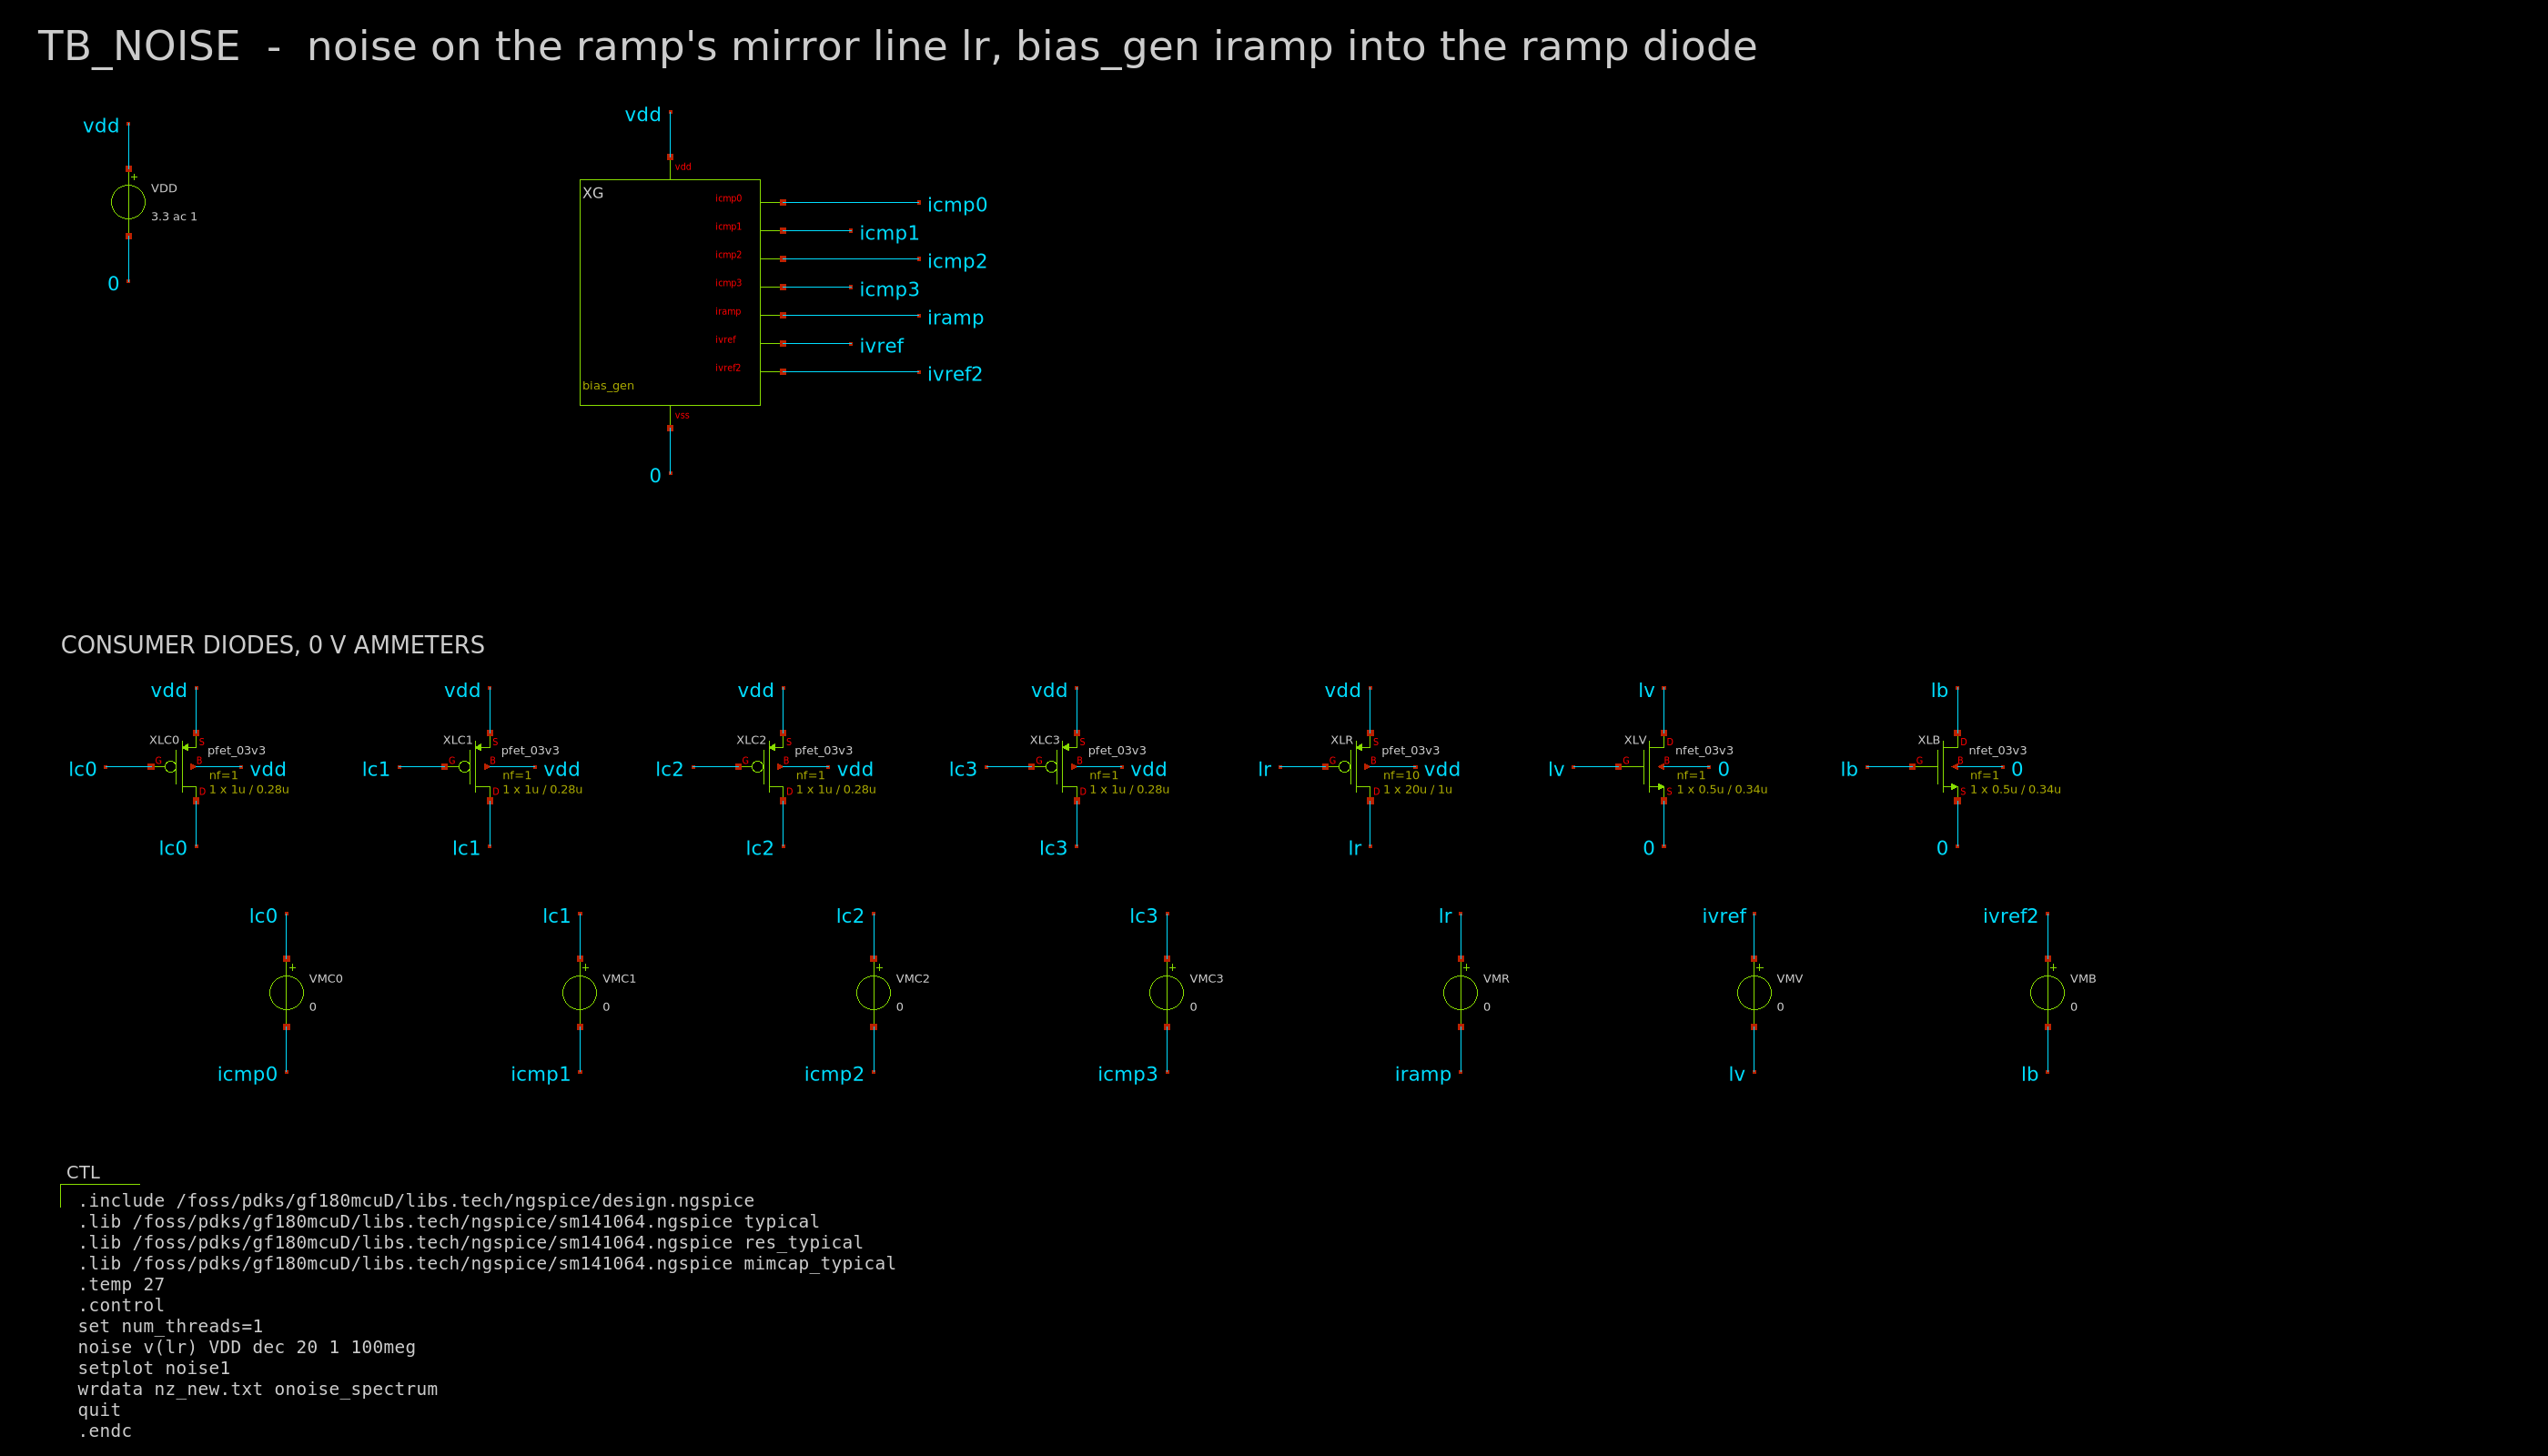 TB_NOISE - noise on the ramp's mirror line lr, bias_gen iramp into the ramp diode
vdd
+
VDD
3.3 ac 1
0
vdd
vdd
XG
icmp0
icmp1
icmp2
icmp3
iramp
ivref
ivref2
bias_gen
vss
0
icmp0
icmp1
icmp2
icmp3
iramp
ivref
ivref2
CONSUMER DIODES, 0 V AMMETERS
vdd
XLC0
S
pfet_03v3
lc0
G
B
vdd
nf=1
D
1 x 1u / 0.28u
lc0
vdd
XLC1
S
pfet_03v3
lc1
G
B
vdd
nf=1
D
1 x 1u / 0.28u
lc1
vdd
XLC2
S
pfet_03v3
lc2
G
B
vdd
nf=1
D
1 x 1u / 0.28u
lc2
vdd
XLC3
S
pfet_03v3
lc3
G
B
vdd
nf=1
D
1 x 1u / 0.28u
lc3
vdd
XLR
S
pfet_03v3
lr
G
B
vdd
nf=10
D
1 x 20u / 1u
lr
lv
XLV
D
nfet_03v3
lv
G
B
0
nf=1
S
1 x 0.5u / 0.34u
0
lb
XLB
D
nfet_03v3
lb
G
B
0
nf=1
S
1 x 0.5u / 0.34u
0
lc0
+
VMC0
0
icmp0
lc1
+
VMC1
0
icmp1
lc2
+
VMC2
0
icmp2
lc3
+
VMC3
0
icmp3
lr
+
VMR
0
iramp
ivref
+
VMV
0
lv
ivref2
+
VMB
0
lb
CTL
.include /foss/pdks/gf180mcuD/libs.tech/ngspice/design.ngspice
.lib /foss/pdks/gf180mcuD/libs.tech/ngspice/sm141064.ngspice typical
.lib /foss/pdks/gf180mcuD/libs.tech/ngspice/sm141064.ngspice res_typical
.lib /foss/pdks/gf180mcuD/libs.tech/ngspice/sm141064.ngspice mimcap_typical
.temp 27
.control
set num_threads=1
noise v(lr) VDD dec 20 1 100meg
setplot noise1
wrdata nz_new.txt onoise_spectrum
quit
.endc